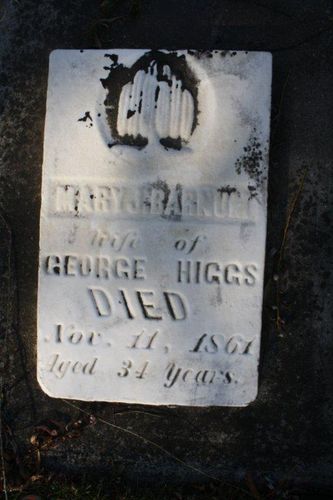 MARY J. BARNUM
Wife of
GEORGE HIGGS
DIED
Nov. 11, 1861
Aged 34 Years.